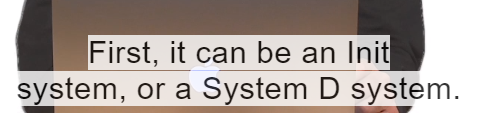 First, it can be an Init
system, or a System D system.